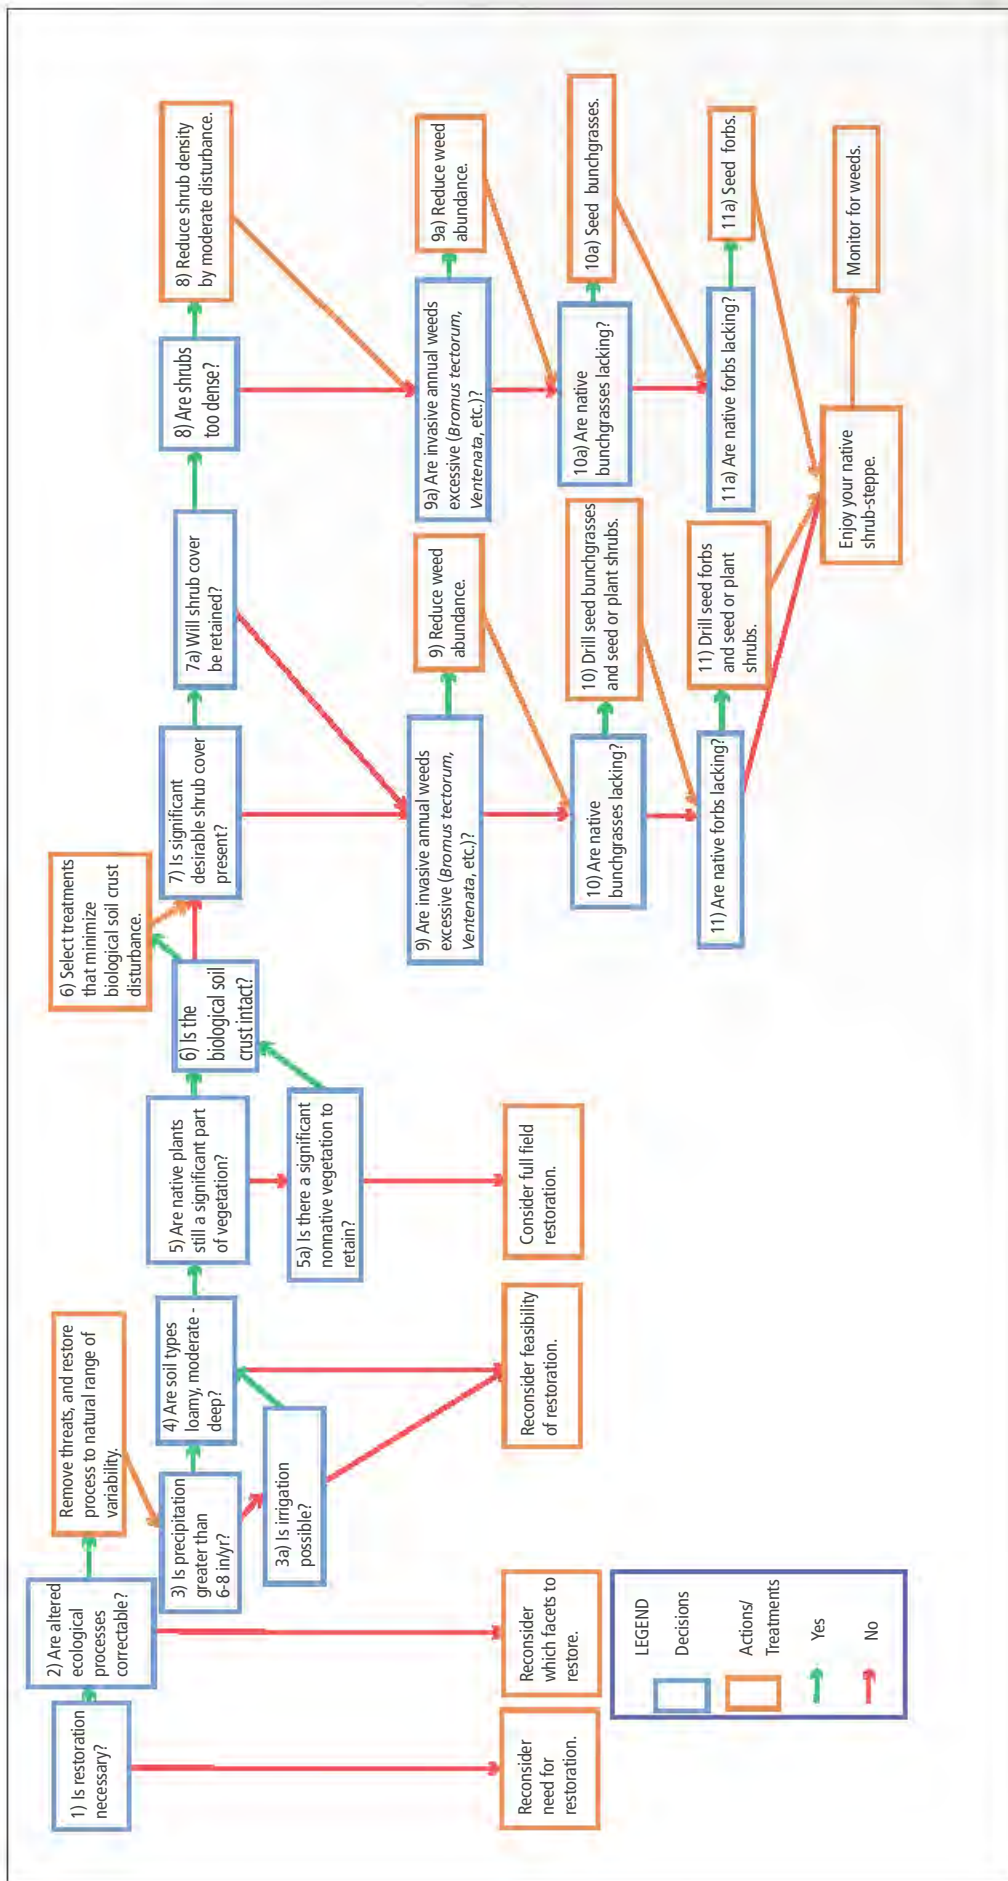 1) Is restoration
necessary?
2) Are altered
ecological
processes
correctable?
Remove threats, and restore
process to natural range of
variability.
3) Is precipitation
greater than
6-8 in/yr?
3a) Is irrigation
possible?
4) Are soil types
loamy, moderate -
deep?
5) Are native plants
still a significant part
of vegetation?
5a) Is there a significant
nonnative vegetation to
retain?
6) Is the
biological soil
crust intact?
6) Select treatments
that minimize
biological soil crust
disturbance.
7) Is significant
desirable shrub cover
present?
7a) Will shrub cover
be retained?
8) Are shrubs
too dense?
8) Reduce shrub density
by moderate disturbance.
Reconsider
need for
restoration.
Reconsider
which facets to
restore.
Reconsider feasibility
of restoration.
Consider full field
restoration.
9) Are invasive annual weeds
excessive (Bromus tectorum,
Ventenata, etc.)?
9) Reduce weed
abundance.
9a) Are invasive annual weeds
excessive (Bromus tectorum,
Ventenata, etc.)?
9a) Reduce weed
abundance.
10) Are native
bunchgrasses lacking?
10) Drill seed bunchgrasses
and seed or plant shrubs.
10a) Are native
bunchgrasses lacking?
10a) Seed bunchgrasses.
11) Are native forbs lacking?
11) Drill seed forbs
and seed or plant
shrubs.
11a) Are native forbs lacking?
11a) Seed forbs.
Enjoy your native
shrub-steppe.
Monitor for weeds.
LEGEND
Decisions
Actions/
Treatments
Yes
No